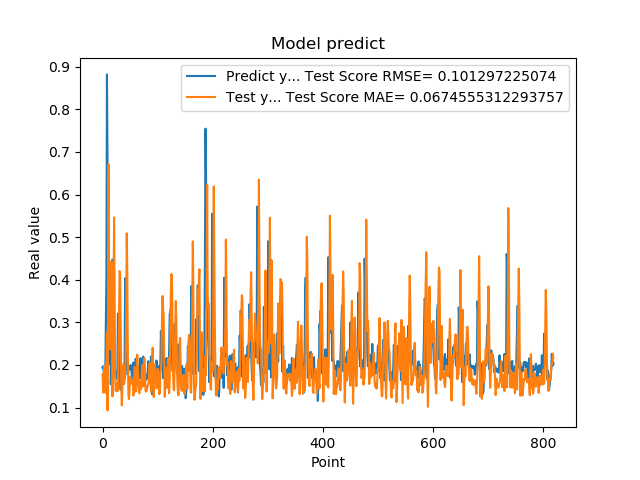 Model predict
Predict y... Test Score RMSE= 0.101297225074
Test y... Test Score MAE= 0.0674555312293757
0.9
0.8
0.7
0.6
0.5
0.4
0.3
0.2
0.1
Real value
0 200 400 600 800
Point